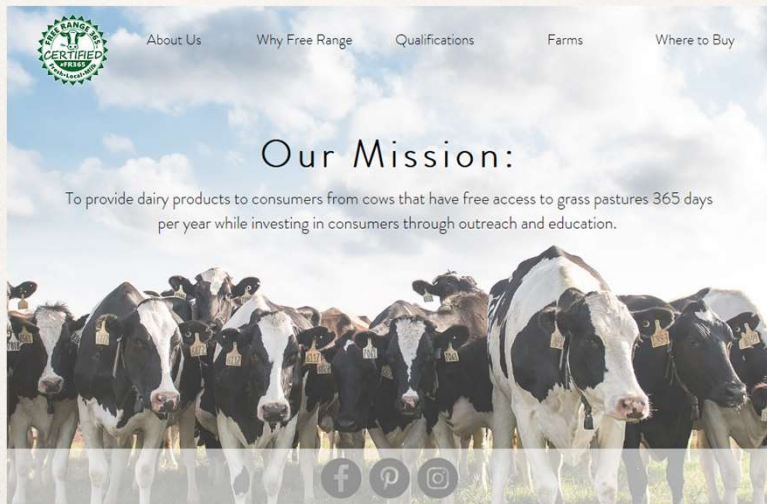 FREE RANGE 365
CERTIFIED
#FR365
Fresh•Local•Milk
About Us
Why Free Range
Qualifications
Farms
Where to Buy
Our Mission:
To provide dairy products to consumers from cows that have free access to grass pastures 365 days
per year while investing in consumers through outreach and education.